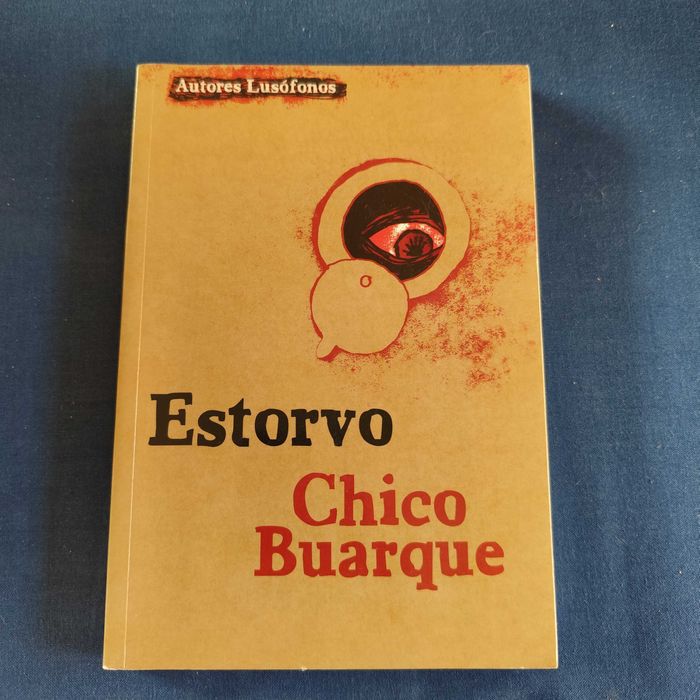 Autores Lusófonos
Estorvo
Chico
Buarque